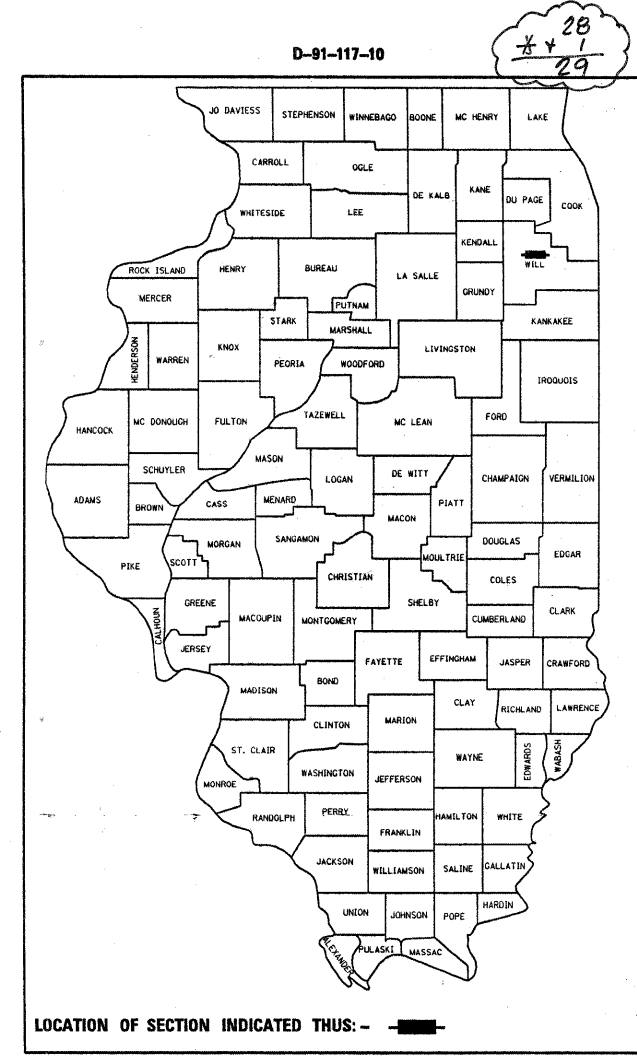 28
+ 1
29
D-91-117-10
JO DAVIESS STEPHENSON WINNEBAGO BOONE MC HENRY LAKE
CARROLL OGLE
DE KALB KANE DU PAGE COOK
WHITESIDE LEE
KENDALL
ROCK ISLAND HENRY BUREAU LA SALLE WILL
MERCER PUTNAM GRUNDY
STARK MARSHALL KANKAKEE
HENDERSON WARREN KNOX PEORIA WOODFORD LIVINGSTON
IROQUOIS
HANCOCK MC DONOUGH FULTON TAZEWELL MC LEAN FORD
MASON
SCHUYLER LOGAN DE WITT CHAMPAIGN VERMILION
ADAMS BROWN CASS MENARD PIATT
MACON
MORGAN SANGAMON DOUGLAS
PIKE SCOTT MOULTRIE EDGAR
CHRISTIAN COLES
GREENE SHELBY
CALHOUN MACOUPIN MONTGOMERY CUMBERLAND CLARK
JERSEY
FAYETTE EFFINGHAM JASPER CRAWFORD
MADISON BOND
CLAY RICHLAND LAWRENCE
CLINTON MARION
ST. CLAIR WAYNE EDWARDS WABASH
WASHINGTON JEFFERSON
MONROE
RANDOLPH PERRY HAMILTON WHITE
FRANKLIN
JACKSON WILLIAMSON SALINE GALLATIN
UNION JOHNSON POPE HARDIN
ALEXANDER PULASKI MASSAC
LOCATION OF SECTION INDICATED THUS: -